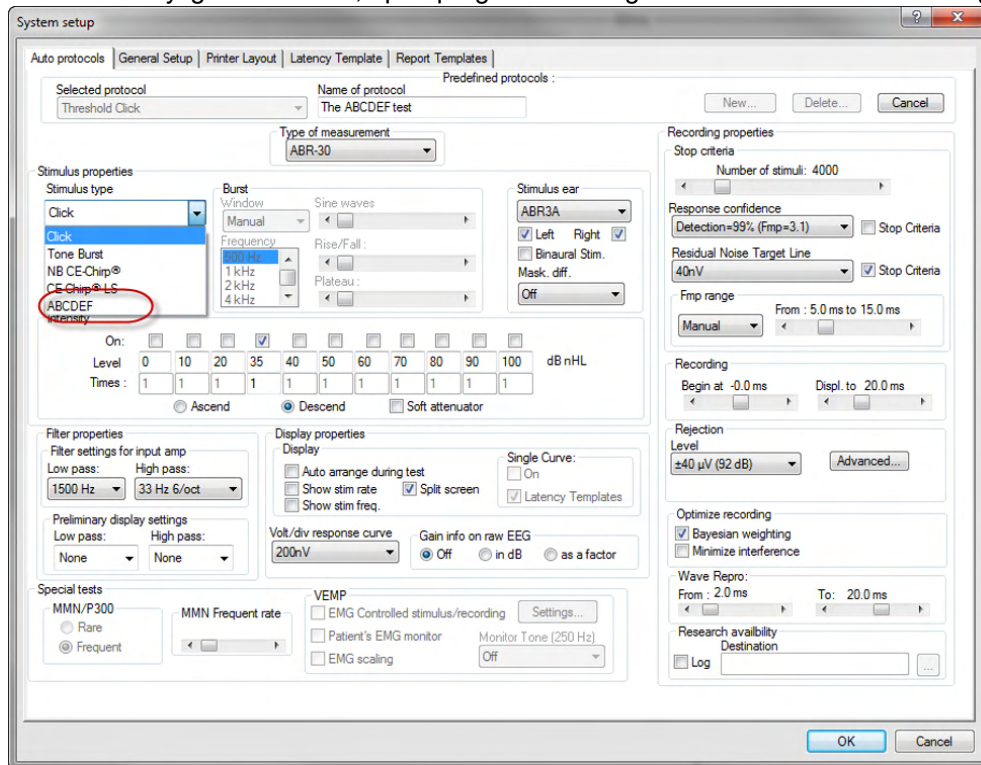 System setup
Auto protocols General Setup Printer Layout Latency Template Report Templates
Predefined protocols :
Selected protocol Name of protocol
Threshold Click The ABCDEF test New... Delete... Cancel
Type of measurement
ABR-30
Stimulus properties
Stimulus type
Click
Click
Tone Burst
NB CE-Chirp®
CE-Chirp® LS
ABCDEF
Burst
Window Sine waves
Manual
Frequency Rise/Fall :
500 Hz
1 kHz
2 kHz Plateau :
4 kHz
Stimulus ear
ABR3A
Left Right
Binaural Stim.
Mask. diff.
Off
Intensity
On:
Level 0 10 20 35 40 50 60 70 80 90 100 dB nHL
Times : 1 1 1 1 1 1 1 1 1 1 1
Ascend Descend Soft attenuator
Filter properties
Filter settings for input amp
Low pass: High pass:
1500 Hz 33 Hz 6/oct
Preliminary display settings
Low pass: High pass:
None None
Display properties
Display
Auto arrange during test
Show stim rate Split screen
Show stim freq.
Single Curve:
On
Latency Templates
Volt/div response curve
200nV
Gain info on raw EEG
Off in dB as a factor
Special tests
MMN/P300
Rare
Frequent
MMN Frequent rate
VEMP
EMG Controlled stimulus/recording Settings...
Patient's EMG monitor Monitor Tone (250 Hz)
EMG scaling Off
Recording properties
Stop criteria
Number of stimuli: 4000
Response confidence
Detection=99% (Fmp=3.1) Stop Criteria
Residual Noise Target Line
40nV Stop Criteria
Fmp range
From : 5.0 ms to 15.0 ms
Manual
Recording
Begin at -0.0 ms Displ. to 20.0 ms
Rejection
Level
±40 µV (92 dB) Advanced...
Optimize recording
Bayesian weighting
Minimize interference
Wave Repro:
From : 2.0 ms To: 20.0 ms
Research availbility
Destination
Log ...
OK Cancel